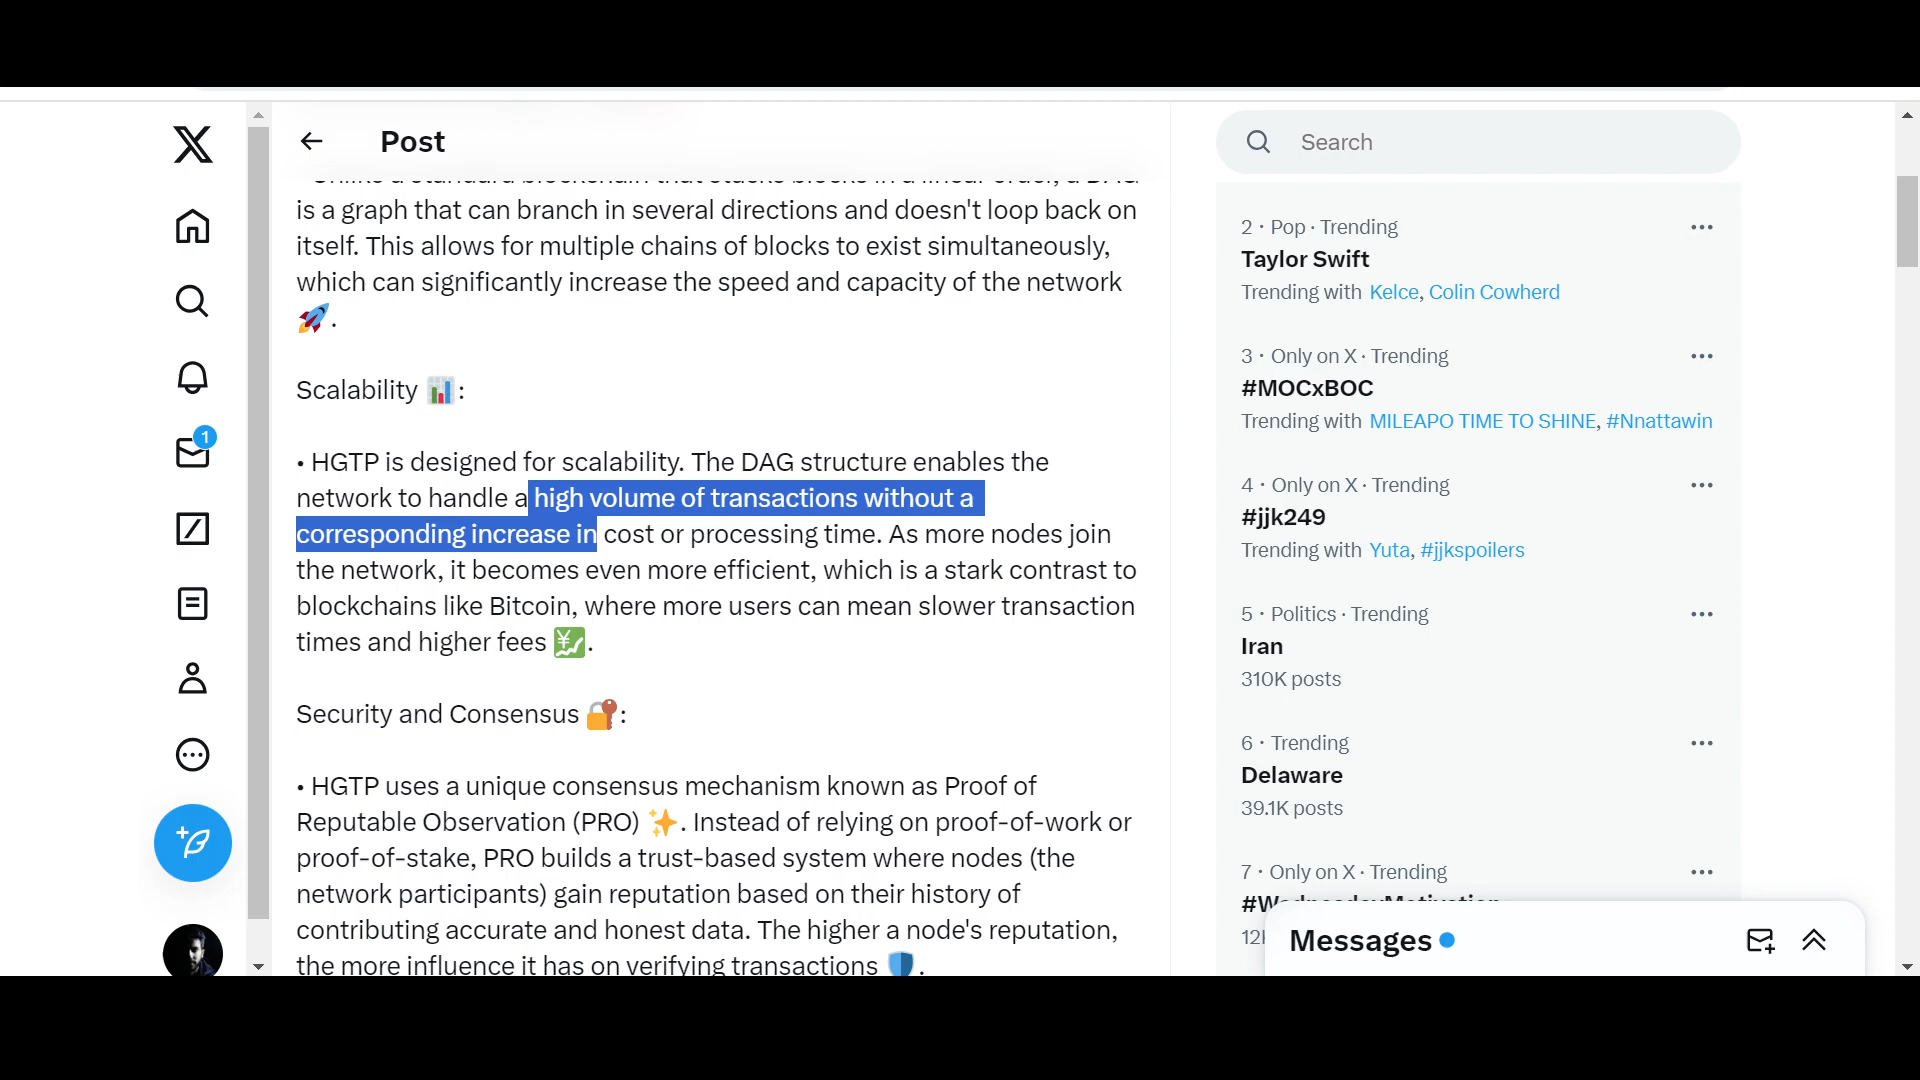 Post
Search
is a graph that can branch in several directions and doesn't loop back on
itself. This allows for multiple chains of blocks to exist simultaneously,
which can significantly increase the speed and capacity of the network
🚀.
Scalability 📊:
• HGTP is designed for scalability. The DAG structure enables the
network to handle a high volume of transactions without a
corresponding increase in cost or processing time. As more nodes join
the network, it becomes even more efficient, which is a stark contrast to
blockchains like Bitcoin, where more users can mean slower transaction
times and higher fees 💹.
Security and Consensus 🔐:
• HGTP uses a unique consensus mechanism known as Proof of
Reputable Observation (PRO) ✨. Instead of relying on proof-of-work or
proof-of-stake, PRO builds a trust-based system where nodes (the
network participants) gain reputation based on their history of
contributing accurate and honest data. The higher a node's reputation,
the more influence it has on verifying transactions 🛡️.
1
2 · Pop · Trending
Taylor Swift
Trending with Kelce, Colin Cowherd
3 · Only on X · Trending
#MOCxBOC
Trending with MILEAPO TIME TO SHINE, #Nnattawin
4 · Only on X · Trending
#jjk249
Trending with Yuta, #jjkspoilers
5 · Politics · Trending
Iran
310K posts
6 · Trending
Delaware
39.1K posts
7 · Only on X · Trending
#WednesdayMotivation
Messages